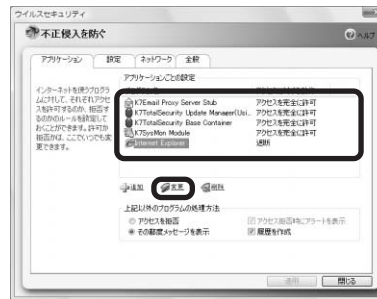 ウイルスセキュリティ
不正侵入を防ぐ
ヘルプ
アプリケーション 設定 ネットワーク 全般
インターネットを使うプログラ
ムに対して、それぞれアクセ
スを許可するのか、拒否す
るのかのルールを設定して
おくことができます。許可か
拒否かは、ここでいつでも変
更できます。
アプリケーションごとの設定
K7Email Proxy Server Stub アクセスを完全に許可
K7TotalSecurity Update Manager(Usi.. アクセスを完全に許可
K7TotalSecurity Base Container アクセスを完全に許可
K7SysMon Module アクセスを完全に許可
Internet Explorer 遮断
追加 変更 削除
上記以外のプログラムの処理方法
アクセスを拒否 アクセス拒否時にアラートを表示
その都度メッセージを表示 履歴を作成
適用 閉じる